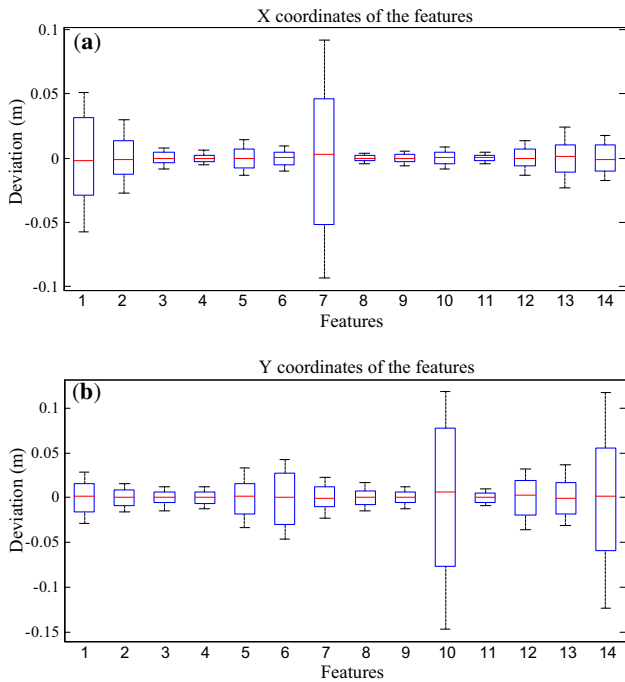 X coordinates of the features
(a)
0.1
0.05
0
-0.05
-0.1
Deviation (m)
1 2 3 4 5 6 7 8 9 10 11 12 13 14
Features
Y coordinates of the features
(b)
0.1
0.05
0
-0.05
-0.1
-0.15
Deviation (m)
1 2 3 4 5 6 7 8 9 10 11 12 13 14
Features